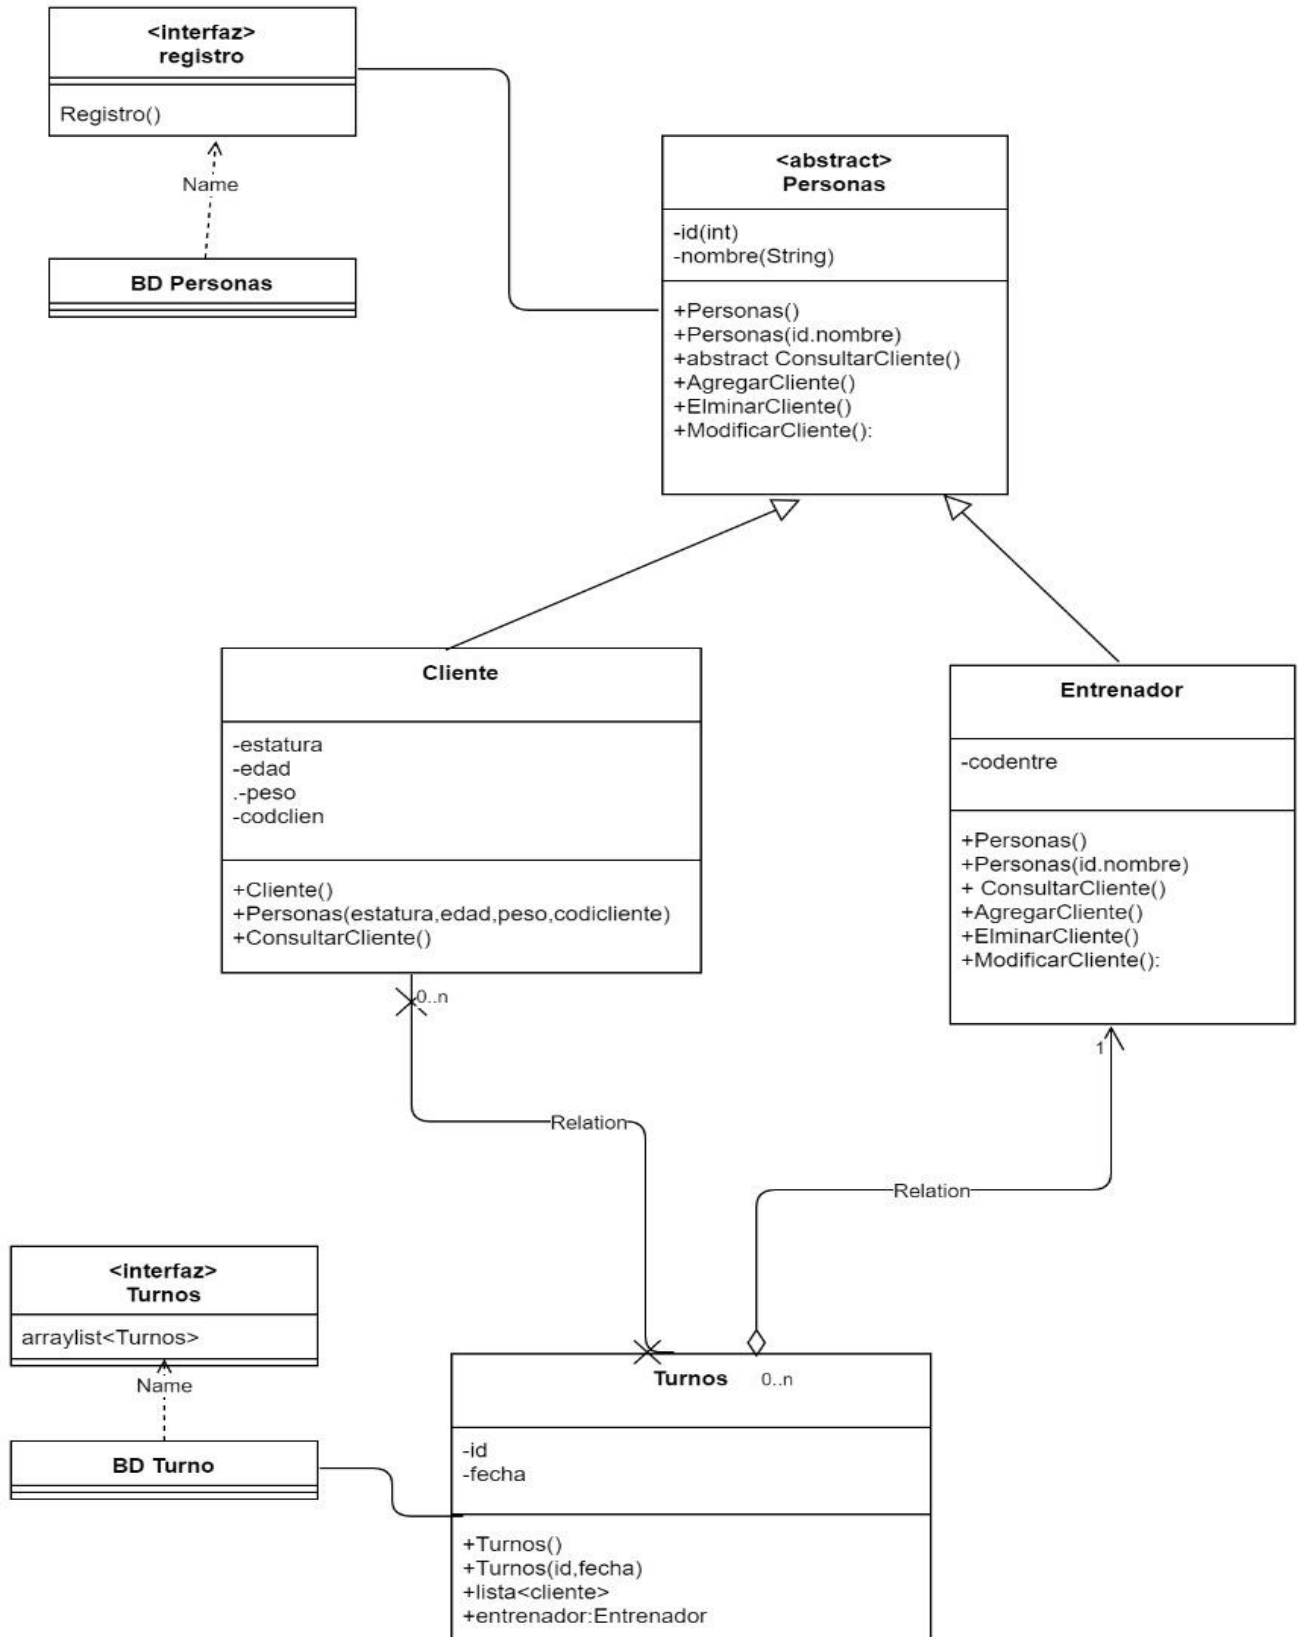 <interfaz>
registro
Registro()
Name
BD Personas
<abstract>
Personas
-id(int)
-nombre(String)
+Personas()
+Personas(id.nombre)
+abstract ConsultarCliente()
+AgregarCliente()
+ElminarCliente()
+ModificarCliente():
Cliente
-estatura
-edad
.-peso
-codclien
+Cliente()
+Personas(estatura,edad,peso,codicliente)
+ConsultarCliente()
0..n
Entrenador
-codentre
+Personas()
+Personas(id.nombre)
+ ConsultarCliente()
+AgregarCliente()
+ElminarCliente()
+ModificarCliente():
1
Relation
Relation
<interfaz>
Turnos
arraylist<Turnos>
Name
BD Turno
Turnos 0..n
-id
-fecha
+Turnos()
+Turnos(id,fecha)
+lista<cliente>
+entrenador:Entrenador